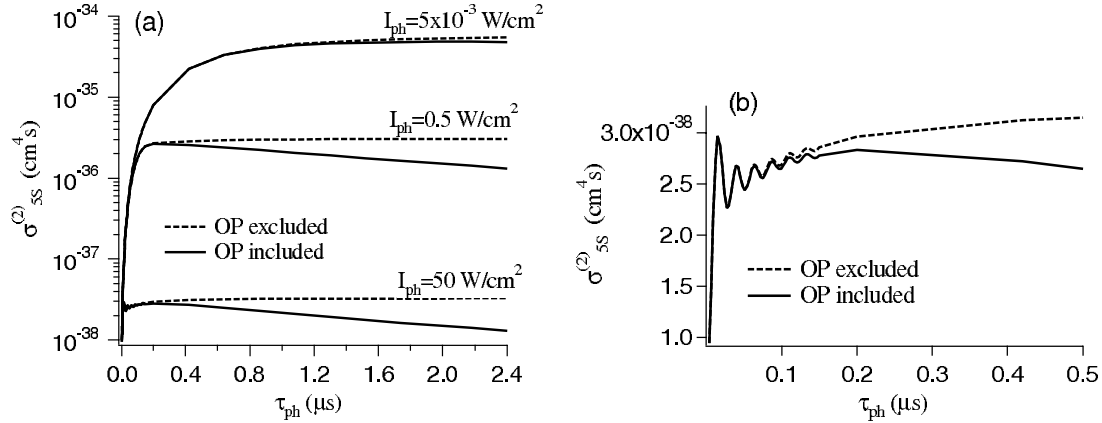 (a)
I_ph=5x10^-3 W/cm^2
I_ph=0.5 W/cm^2
OP excluded
OP included
I_ph=50 W/cm^2
10^-34
10^-35
10^-36
10^-37
10^-38
σ^(2)_5S (cm^4 s)
0.0 0.4 0.8 1.2 1.6 2.0 2.4
τ_ph (μs)
(b)
3.0x10^-38
2.5
2.0
1.5
1.0
σ^(2)_5S (cm^4 s)
OP excluded
OP included
0.1 0.2 0.3 0.4 0.5
τ_ph (μs)